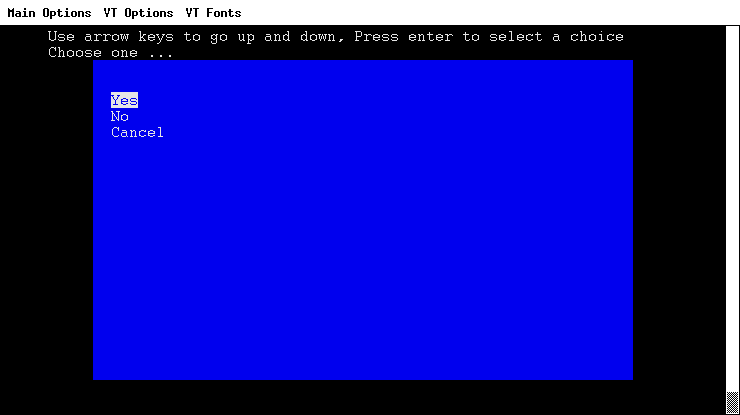 Main Options VT Options VT Fonts
Use arrow keys to go up and down, Press enter to select a choice
Choose one ...
Yes
No
Cancel